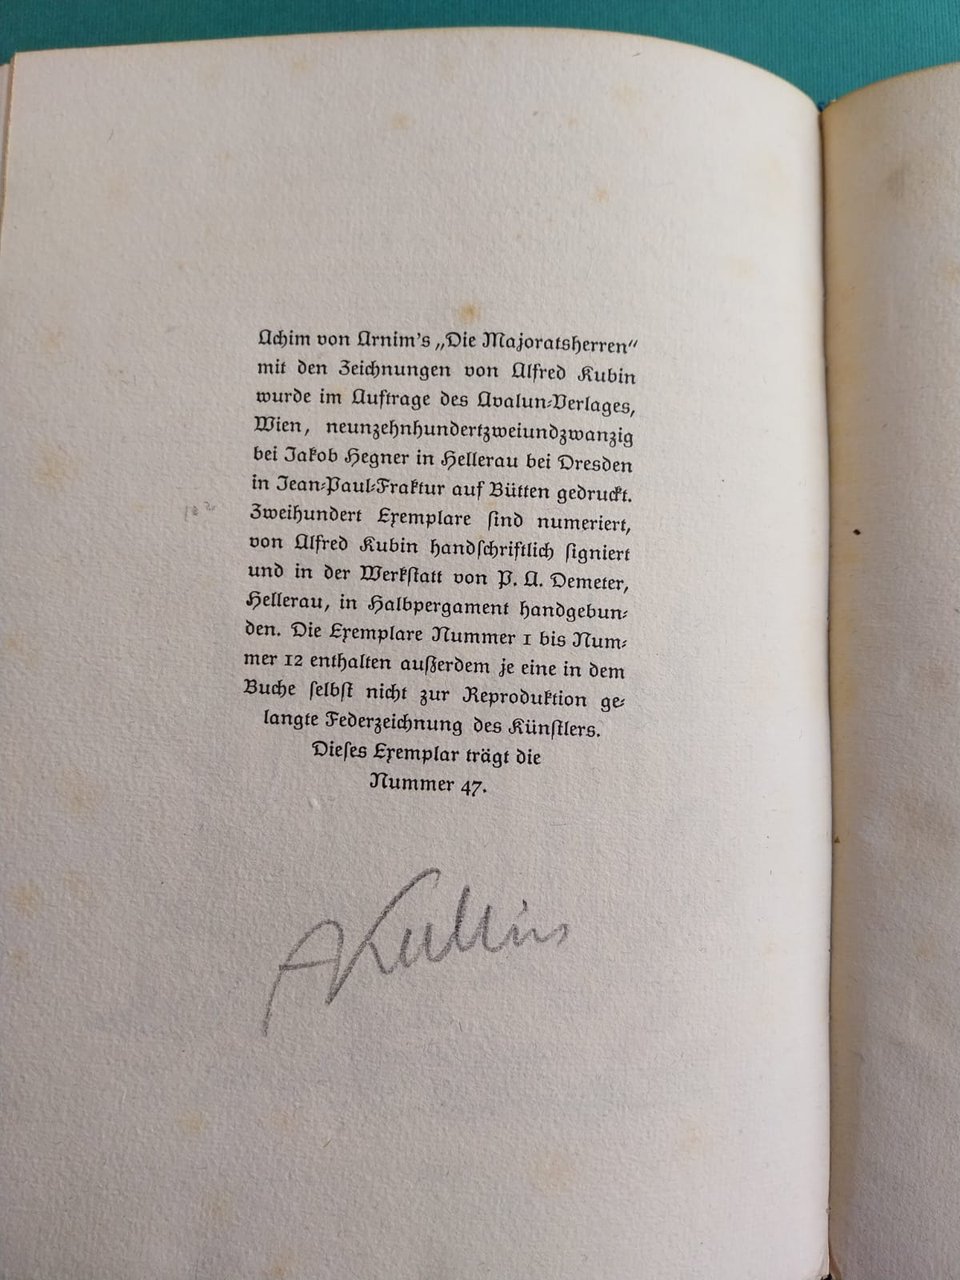 Achim von Arnim's „Die Majoratsherren“
mit den Zeichnungen von Alfred Kubin
wurde im Auftrage des Avalun-Verlages,
Wien, neunzehnhundertzweiundzwanzig
bei Jakob Hegner in Hellerau bei Dresden
in Jean-Paul-Fraktur auf Bütten gedruckt.
Zweihundert Exemplare sind numeriert,
von Alfred Kubin handschriftlich signiert
und in der Werkstatt von P. A. Demeter,
Hellerau, in Halbpergament handgebun-
den. Die Exemplare Nummer 1 bis Num-
mer 12 enthalten außerdem je eine in dem
Buche selbst nicht zur Reproduktion ge-
langte Federzeichnung des Künstlers.
Dieses Exemplar trägt die
Nummer 47.
AKubin